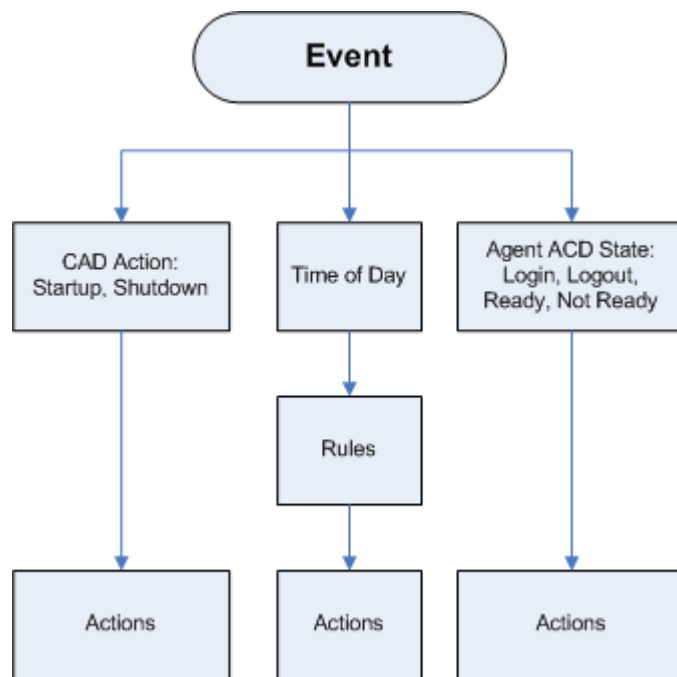 Event
CAD Action:
Startup, Shutdown
Time of Day
Agent ACD State:
Login, Logout,
Ready, Not Ready
Rules
Actions
Actions
Actions